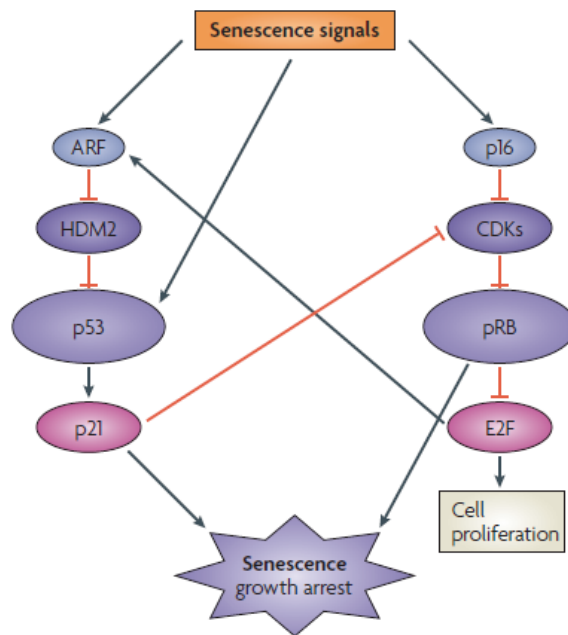 Senescence signals
ARF
p16
HDM2
CDKs
p53
pRB
p21
E2F
Cell
proliferation
Senescence
growth arrest